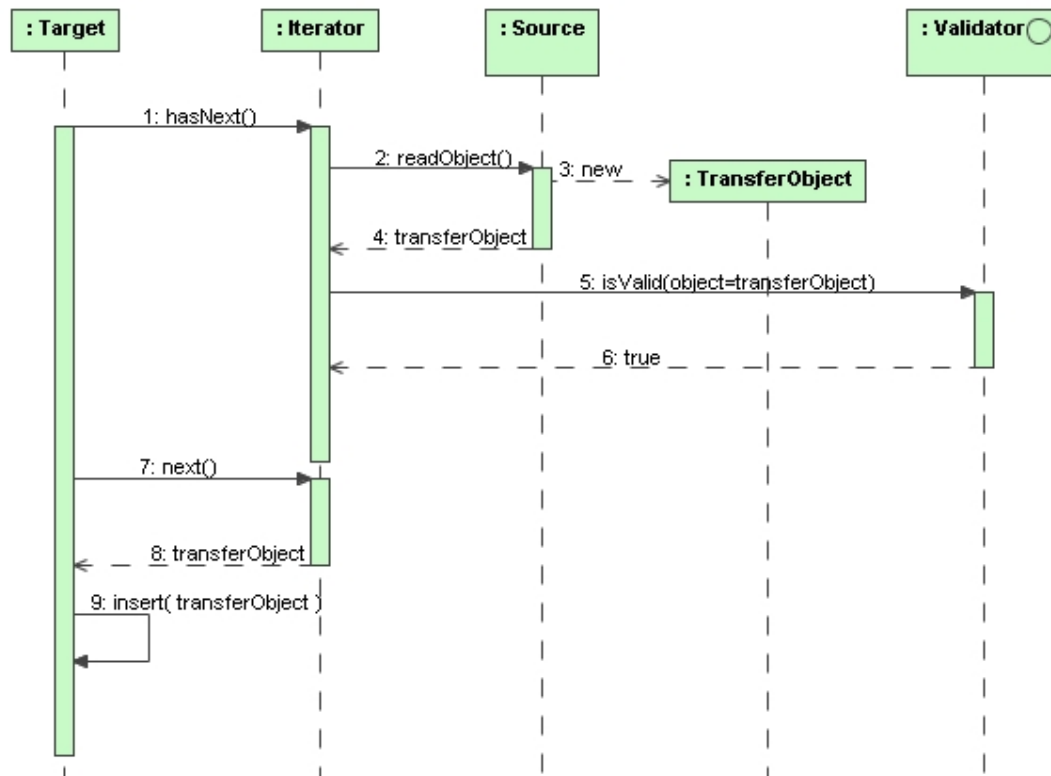 : Target
: Iterator
: Source
: Validator
1: hasNext()
2: readObject()
3: new
: TransferObject
4: transferObject
5: isValid(object=transferObject)
6: true
7: next()
8: transferObject
9: insert( transferObject )